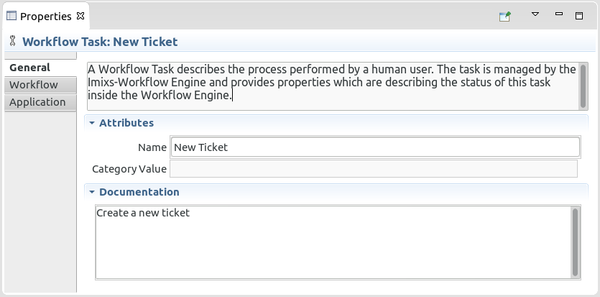 Properties
Workflow Task: New Ticket
General
Workflow
Application
A Workflow Task describes the process performed by a human user. The task is managed by the
Imixs-Workflow Engine and provides properties which are describing the status of this task
inside the Workflow Engine.
Attributes
Name New Ticket
Category Value
Documentation
Create a new ticket